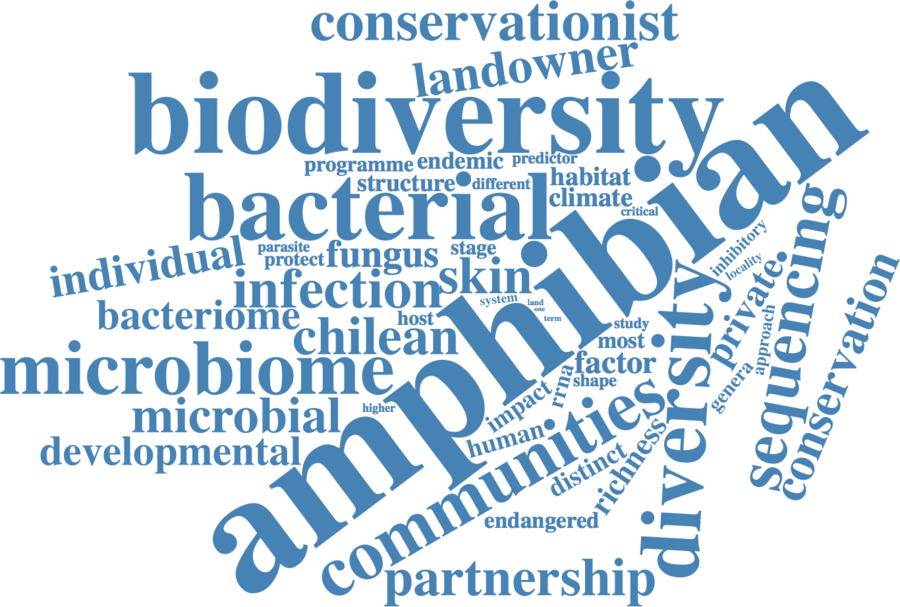 conservationist
landowner
biodiversity
programme
endemic
predictor
structure
different
habitat
climate
critical
bacterial
amphibian
individual
parasite
protect
fungus
stage
skin
inhibitory
locality
infection
system
land
one
term
bacteriome
host
chilean
study
most
private
approach
sequencing
conservation
microbiome
factor
shape
rrna
genera
impact
higher
microbial
human
communities
developmental
distinct
richness
diversity
endangered
partnership